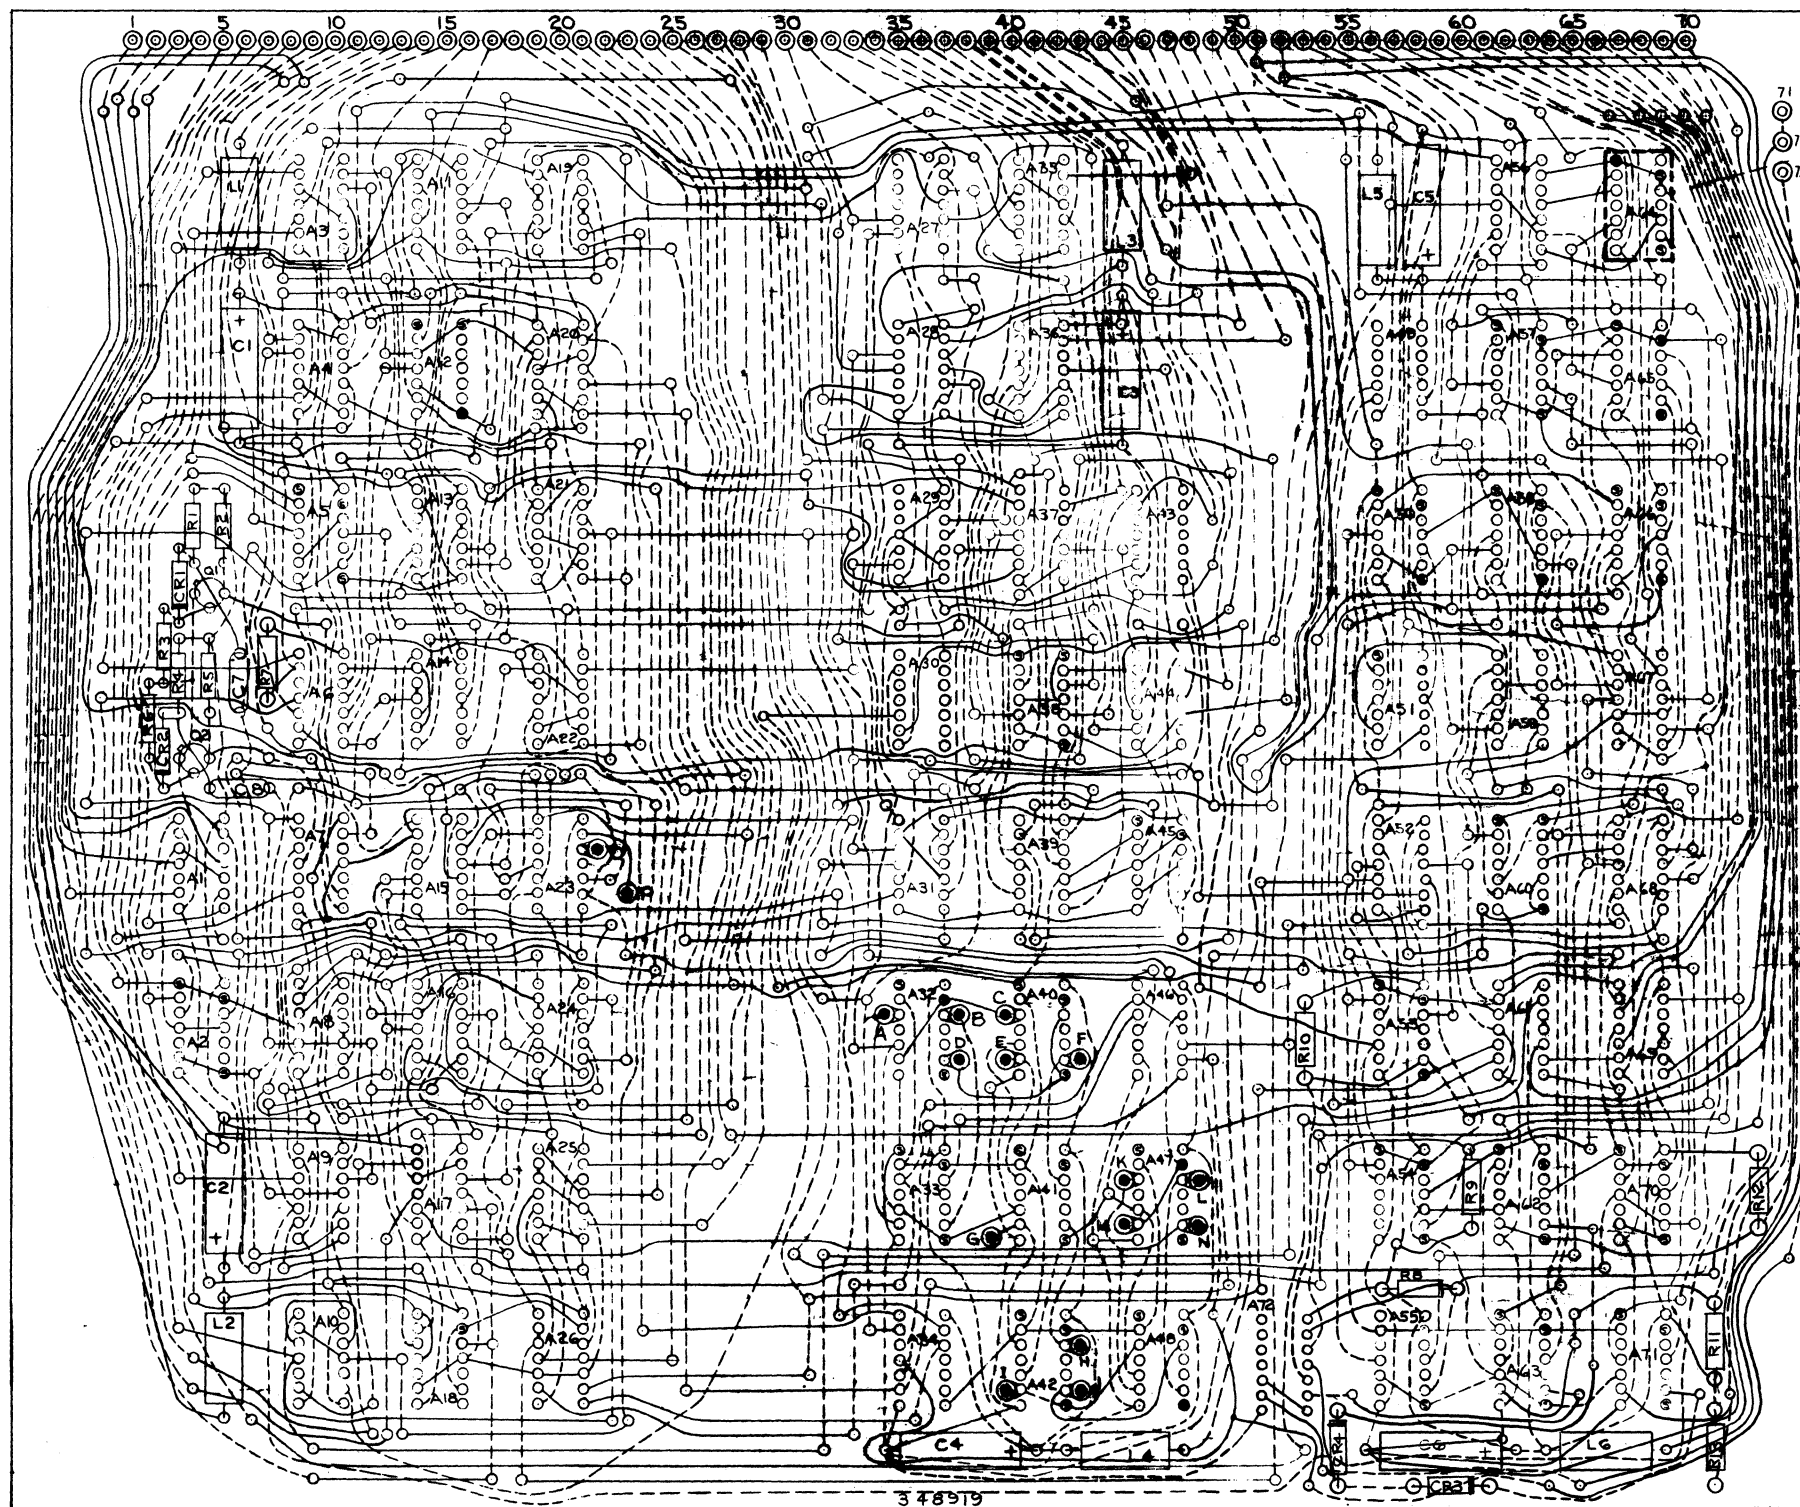 1 5 10 15 20 25 30 35 40 45 50 55 60 65 70
71
L1 A3 A11 A19 A27 A35 L3 L5 C5 A56 A64
+
+ C1 A4 A12 A20 A28 A36 C3 A49 A57 A65
R1 R2 A5 A13 A21 A29 A37 A43 A50 A58 A66
CR1
R3 R4 R5 C7 R7 A6 A14 A22 A30 A38 A44 A51 A59 A67
R6 CR2
C8
A1 A7 A15 A23 A31 A39 A45 A52 A60 A68
A2 A8 A16 A24 A32 A40 A46 R10 A53 A61 A69
A B C
D E F
C2 + A9 A17 A25 A33 A41 A47 A54 R9 A62 A70 R12
K L
G M N
R8
L2 A10 A18 A26 A34 A42 A48 A72 A55 A63 A71 R11
H
C4 + L4 C6 + L6
CR3
348919